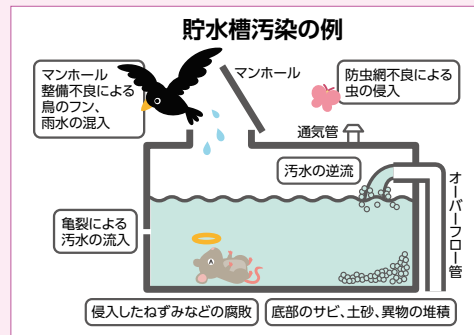 貯水槽汚染の例
マンホール
整備不良による
鳥のフン、
雨水の混入
マンホール
防虫網不良による
虫の侵入
通気管
汚水の逆流
オーバーフロー管
亀裂による
汚水の流入
侵入したねずみなどの腐敗
底部のサビ、土砂、異物の堆積